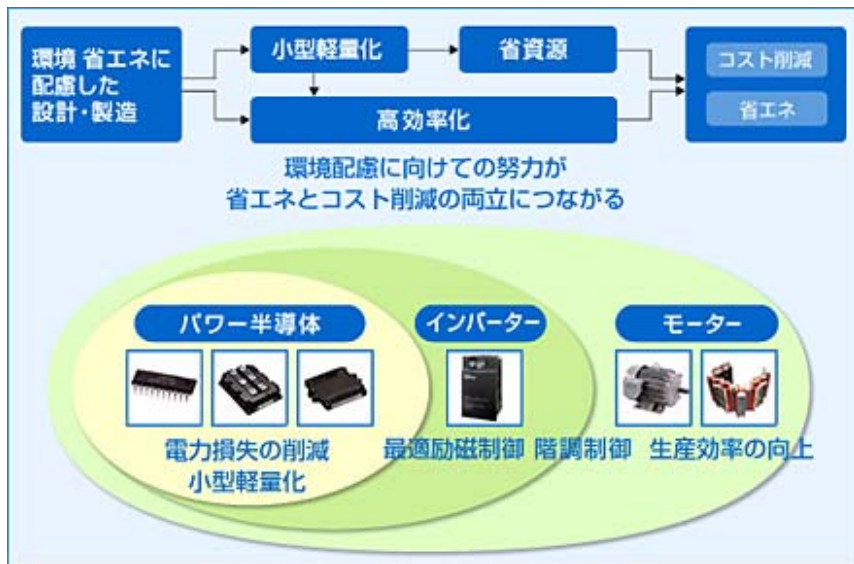 環境 省エネに
配慮した
設計・製造
小型軽量化
省資源
高効率化
コスト削減
省エネ
環境配慮に向けての努力が
省エネとコスト削減の両立につながる
パワー半導体
インバーター
モーター
電力損失の削減
小型軽量化
最適励磁制御
階調制御
生産効率の向上